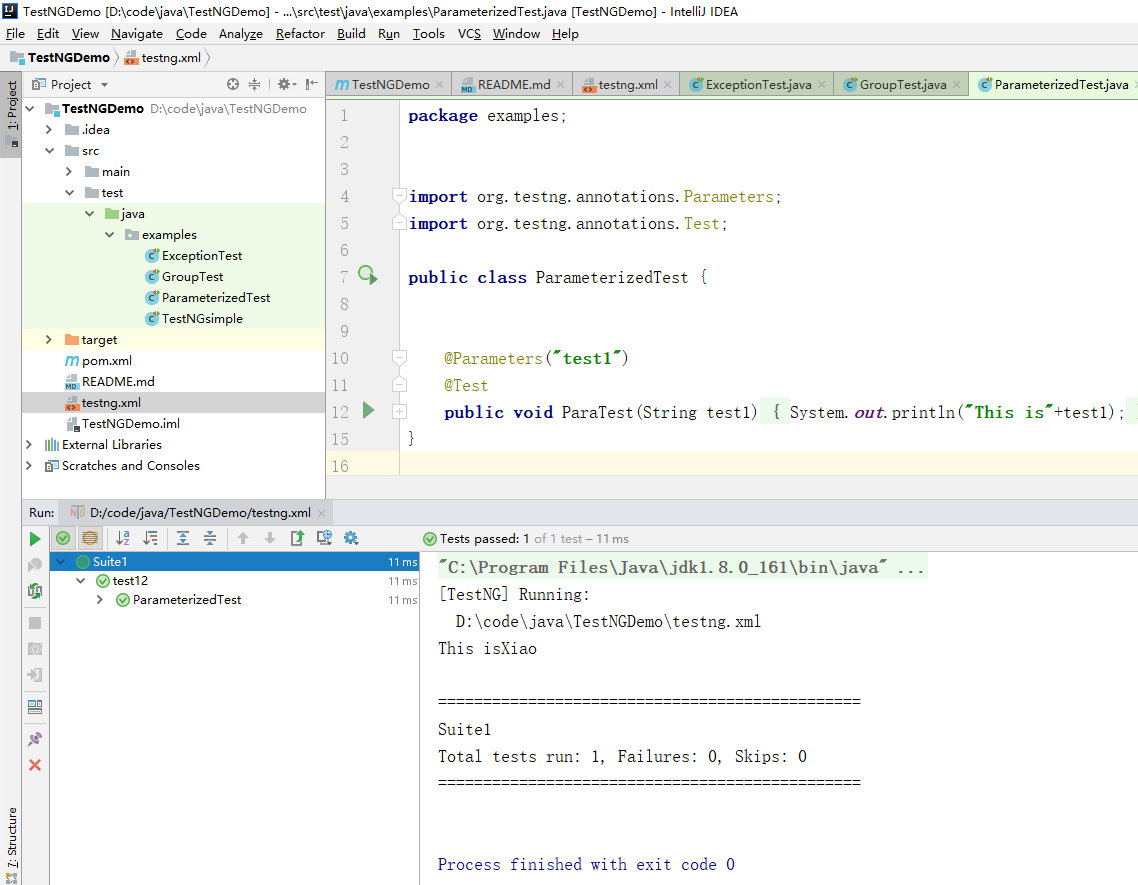 TestNGDemo [D:\code\java\TestNGDemo] - ...\src\test\java\examples\ParameterizedTest.java [TestNGDemo] - IntelliJ IDEA
File Edit View Navigate Code Analyze Refactor Build Run Tools VCS Window Help
TestNGDemo testng.xml
1: Project
Project
TestNGDemo README.md testng.xml ExceptionTest.java GroupTest.java ParameterizedTest.java
TestNGDemo D:\code\java\TestNGDemo
.idea
src
main
test
java
examples
ExceptionTest
GroupTest
ParameterizedTest
TestNGsimple
target
pom.xml
README.md
testng.xml
TestNGDemo.iml
External Libraries
Scratches and Consoles
1 package examples;
2
3
4 import org.testng.annotations.Parameters;
5 import org.testng.annotations.Test;
6
7 public class ParameterizedTest {
8
9
10 @Parameters("test1")
11 @Test
12 public void ParaTest(String test1) { System.out.println("This is"+test1);
15 }
16
Run: D:/code/java/TestNGDemo/testng.xml
Tests passed: 1 of 1 test – 11 ms
Suite1 11 ms
test12 11 ms
ParameterizedTest 11 ms
"C:\Program Files\Java\jdk1.8.0_161\bin\java" ...
[TestNG] Running:
D:\code\java\TestNGDemo\testng.xml
This isXiao
===============================================
Suite1
Total tests run: 1, Failures: 0, Skips: 0
===============================================
Process finished with exit code 0
7: Structure